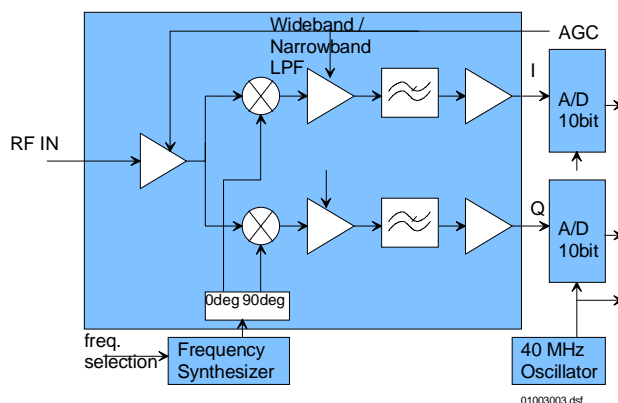 Wideband /
Narrowband
LPF
AGC
I
A/D
10bit
RF IN
Q
A/D
10bit
0deg 90deg
freq.
selection
Frequency
Synthesizer
40 MHz
Oscillator
01003003.dsf